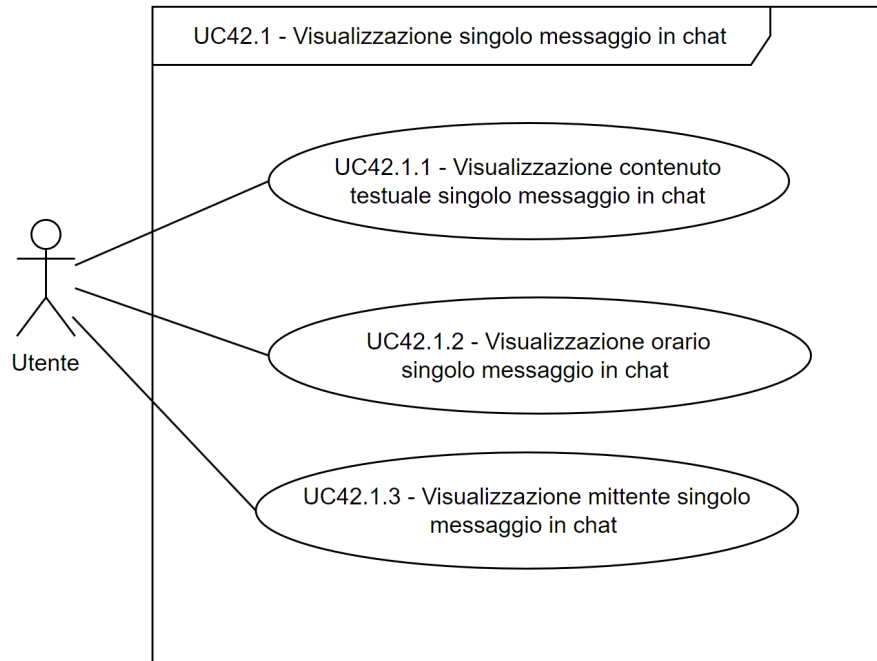 UC42.1 - Visualizzazione singolo messaggio in chat
UC42.1.1 - Visualizzazione contenuto
testuale singolo messaggio in chat
UC42.1.2 - Visualizzazione orario
singolo messaggio in chat
Utente
UC42.1.3 - Visualizzazione mittente singolo
messaggio in chat